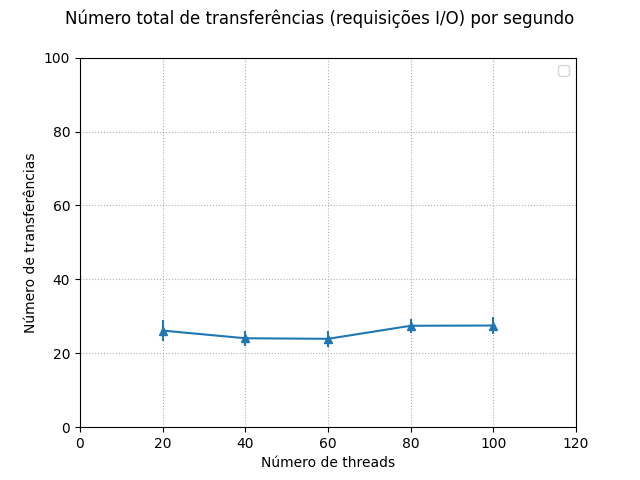 Número total de transferências (requisições I/O) por segundo
100
80
60
40
20
0
Número de transferências
0 20 40 60 80 100 120
Número de threads